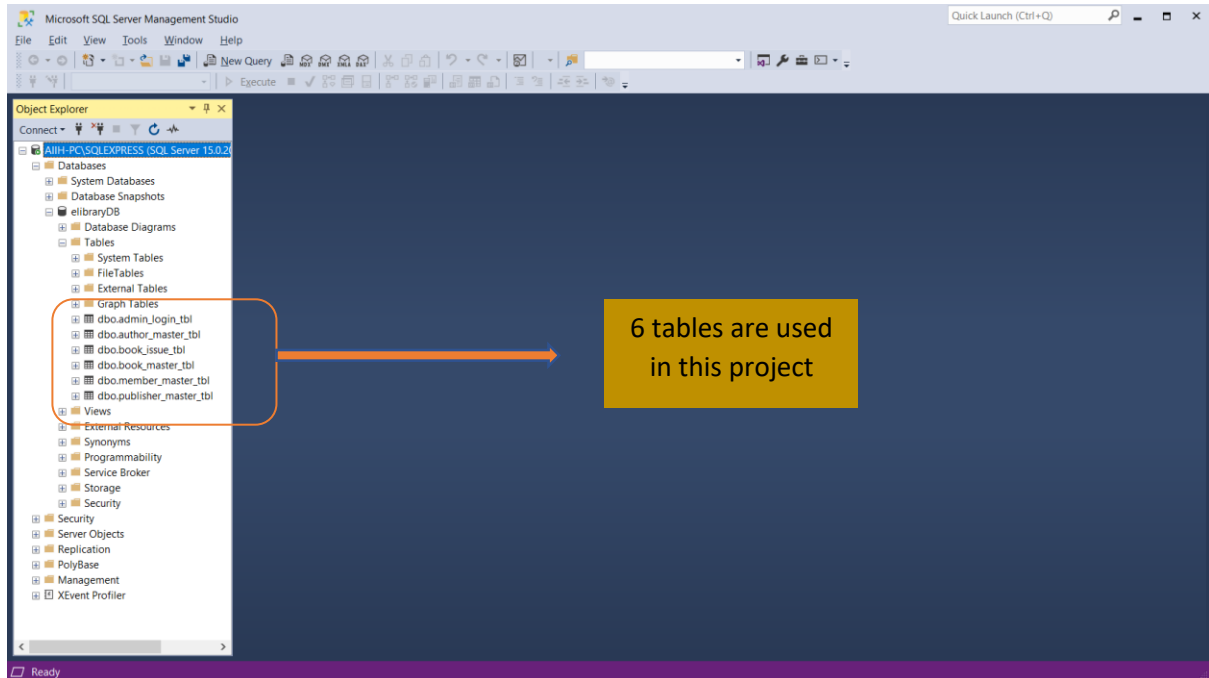 Microsoft SQL Server Management Studio
Quick Launch (Ctrl+Q)
File Edit View Tools Window Help
New Query
Execute
Object Explorer
Connect
AIIH-PC\SQLEXPRESS (SQL Server 15.0.20
Databases
System Databases
Database Snapshots
elibraryDB
Database Diagrams
Tables
System Tables
FileTables
External Tables
Graph Tables
dbo.admin_login_tbl
dbo.author_master_tbl
dbo.book_issue_tbl
dbo.book_master_tbl
dbo.member_master_tbl
dbo.publisher_master_tbl
Views
External Resources
Synonyms
Programmability
Service Broker
Storage
Security
Security
Server Objects
Replication
PolyBase
Management
XEvent Profiler
6 tables are used
in this project
Ready